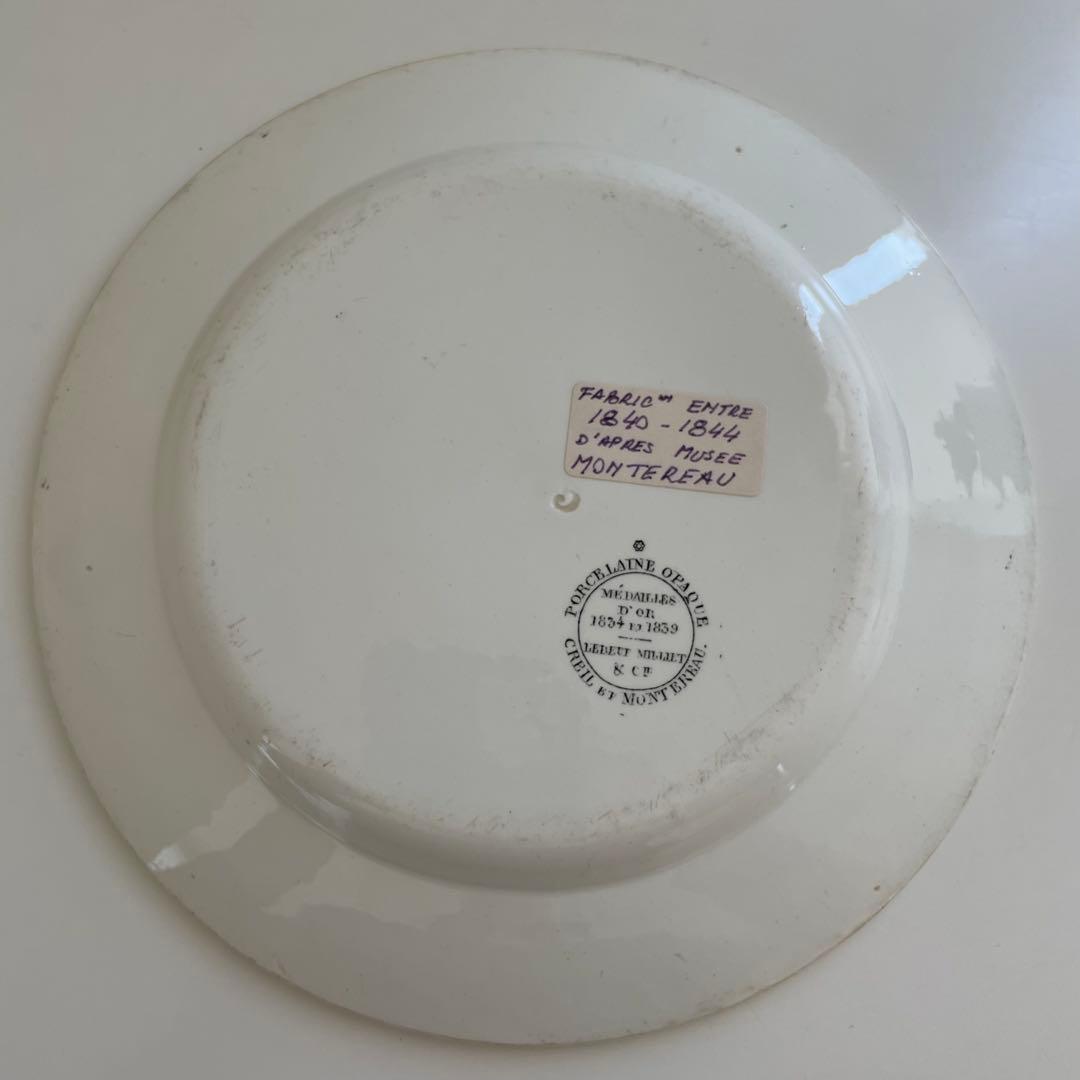 FABRICᵒⁿ ENTRE
1840 - 1844
D'APRES MUSEE
MONTEREAU
PORCELAINE OPAQUE
MÉDAILLES
D'OR
1834 ET 1839
LEBEUF MILLIET
& Cᴵᴱ
CREIL ET MONTEREAU.